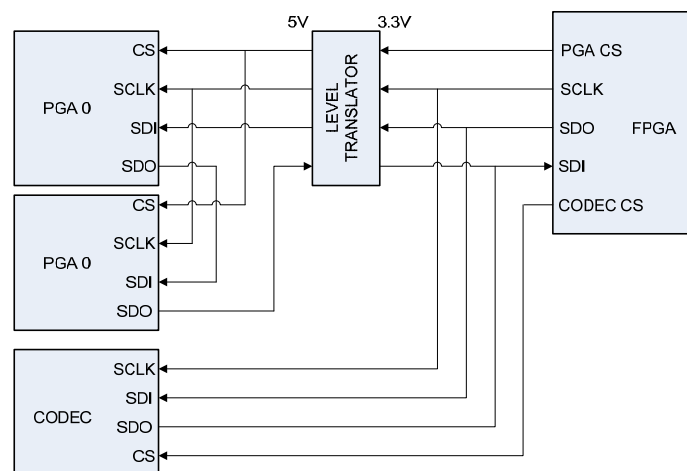 5V
3.3V
CS
SCLK
SDI
SDO
PGA 0
LEVEL
TRANSLATOR
PGA CS
SCLK
SDO
FPGA
SDI
CODEC CS
CS
SCLK
PGA 0
SDI
SDO
SCLK
SDI
CODEC
SDO
CS